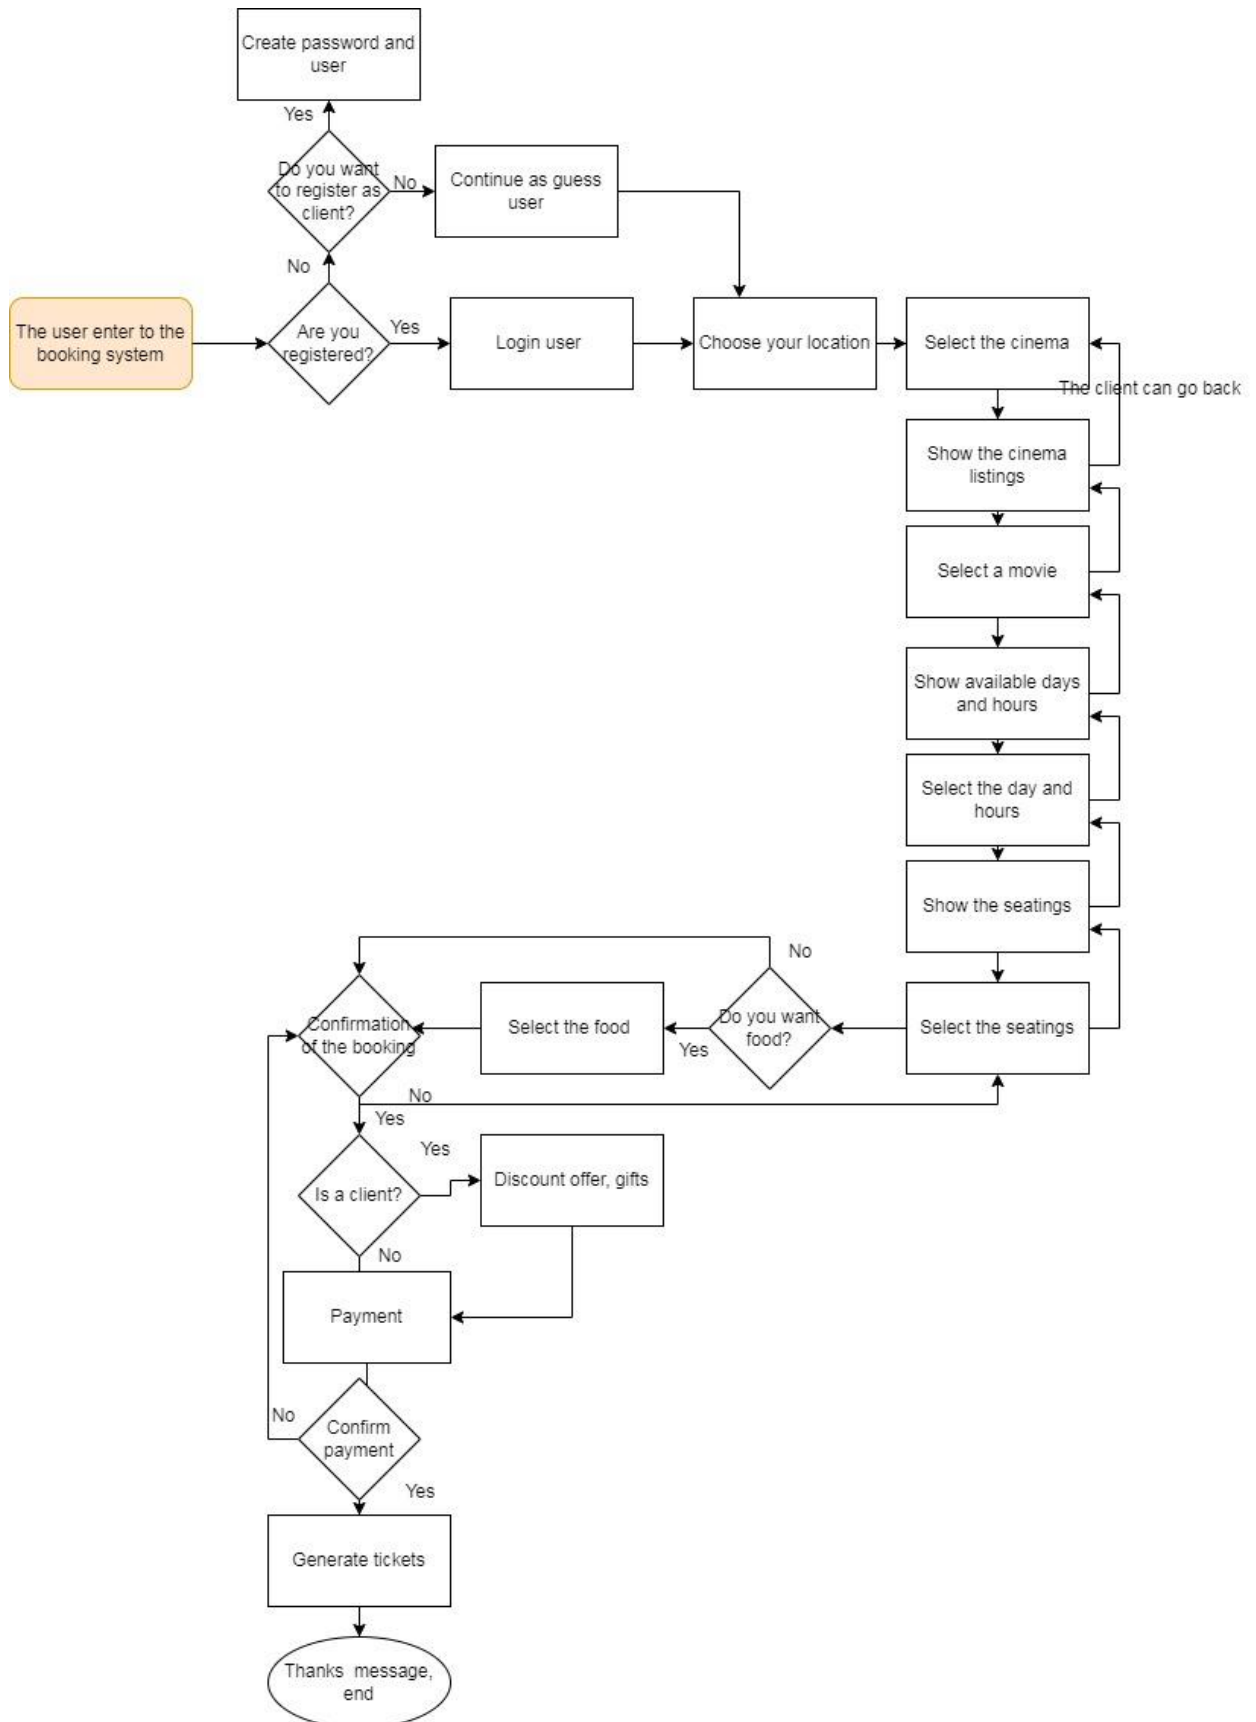 Create password and
user
Yes
Do you want
to register as
client?
No
Continue as guess
user
No
The user enter to the
booking system
Are you
registered?
Yes
Login user
Choose your location
Select the cinema
The client can go back
Show the cinema
listings
Select a movie
Show available days
and hours
Select the day and
hours
Show the seatings
No
Confirmation
of the booking
Select the food
Yes
Do you want
food?
Select the seatings
No
Yes
Yes
Is a client?
Discount offer, gifts
No
Payment
No
Confirm
payment
Yes
Generate tickets
Thanks message,
end